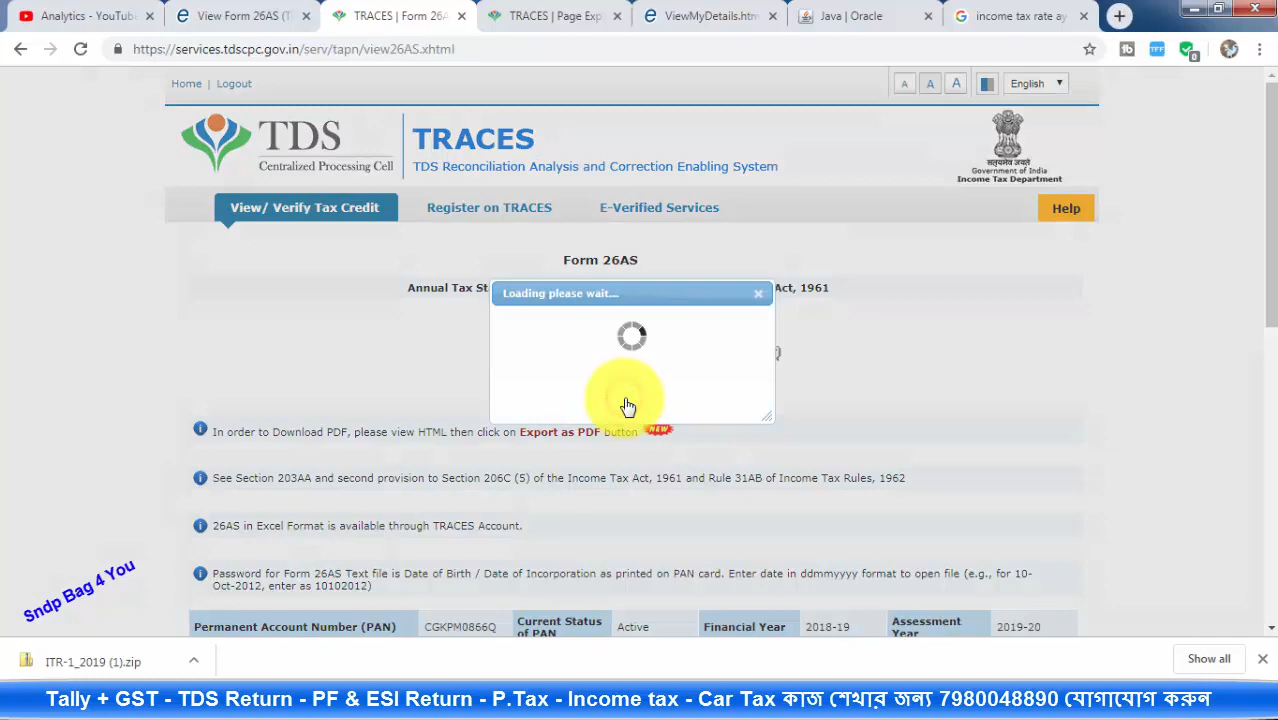 Analytics - YouTube
View Form 26AS (T
TRACES | Form 26A
TRACES | Page Exp
ViewMyDetails.htm
Java | Oracle
income tax rate ay
https://services.tdscpc.gov.in/serv/tapn/view26AS.xhtml
Home | Logout
A A A English
TDS
Centralized Processing Cell
TRACES
TDS Reconciliation Analysis and Correction Enabling System
सत्यमेव जयते
Government of India
Income Tax Department
View/ Verify Tax Credit Register on TRACES E-Verified Services Help
Form 26AS
Annual Tax St Act, 1961
Loading please wait....
In order to Download PDF, please view HTML then click on Export as PDF button NEW
See Section 203AA and second provision to Section 206C (5) of the Income Tax Act, 1961 and Rule 31AB of Income Tax Rules, 1962
26AS in Excel Format is available through TRACES Account.
Password for Form 26AS Text file is Date of Birth / Date of Incorporation as printed on PAN card. Enter date in ddmmyyyy format to open file (e.g., for 10-
Oct-2012, enter as 10102012)
Sndp Bag 4 You
Permanent Account Number (PAN) CGKPM0866Q Current Status of PAN Active Financial Year 2018-19 Assessment Year 2019-20
ITR-1_2019 (1).zip Show all
Tally + GST - TDS Return - PF & ESI Return - P.Tax - Income tax - Car Tax কাজ শেখার জন্য 7980048890 যোগাযোগ করুন